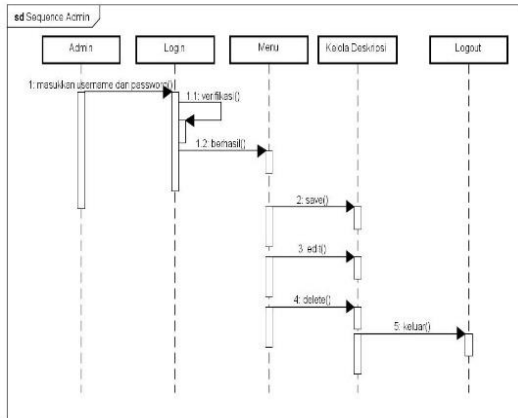 sd Sequence Admin
Admin
Login
Menu
Kelola Deskripsi
Logout
1: masukkan username dan password()
1.1: verifikasi()
1.2: berhasil()
2: save()
3: edit()
4: delete()
5: keluar()